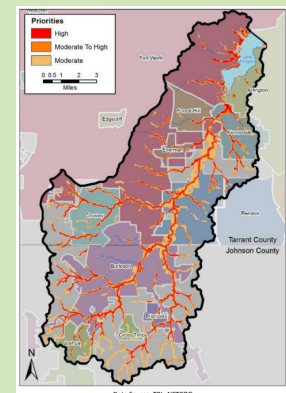 Priorities
High
Moderate To High
Moderate
0 0.5 1 2 3
Miles
Fort Worth
Arlington
Forest Hill
Edgecliff
Kennedale
Everman
Rendon
Crowley
Tarrant County
Johnson County
Burleson
Briaroaks
Cross Timber
Joshua
N